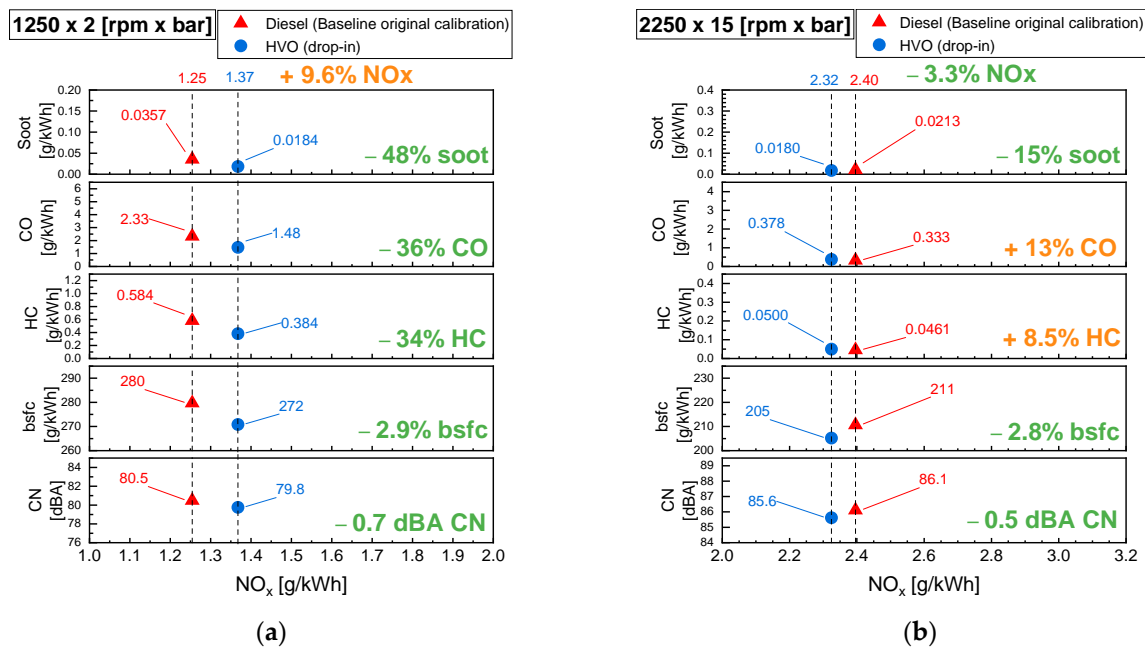 1250 x 2 [rpm x bar]
Diesel (Baseline original calibration)
HVO (drop-in)
1.25
1.37
+ 9.6% NOx
Soot
[g/kWh]
0.20
0.15
0.10
0.05
0.00
0.0357
0.0184
– 48% soot
CO
[g/kWh]
6
5
4
3
2
1
0
2.33
1.48
– 36% CO
HC
[g/kWh]
1.2
1.0
0.8
0.6
0.4
0.2
0.0
0.584
0.384
– 34% HC
bsfc
[g/kWh]
290
280
270
260
280
272
– 2.9% bsfc
CN
[dBA]
84
82
80
78
76
80.5
79.8
– 0.7 dBA CN
1.0 1.1 1.2 1.3 1.4 1.5 1.6 1.7 1.8 1.9 2.0
NOx [g/kWh]
(a)
2250 x 15 [rpm x bar]
Diesel (Baseline original calibration)
HVO (drop-in)
2.32
2.40
– 3.3% NOx
Soot
[g/kWh]
0.4
0.3
0.2
0.1
0.0
0.0180
0.0213
– 15% soot
CO
[g/kWh]
4
3
2
1
0
0.378
0.333
+ 13% CO
HC
[g/kWh]
0.4
0.3
0.2
0.1
0.0
0.0500
0.0461
+ 8.5% HC
bsfc
[g/kWh]
230
220
210
200
205
211
– 2.8% bsfc
CN
[dBA]
89
88
87
86
85
84
85.6
86.1
– 0.5 dBA CN
2.0 2.2 2.4 2.6 2.8 3.0 3.2
NOx [g/kWh]
(b)